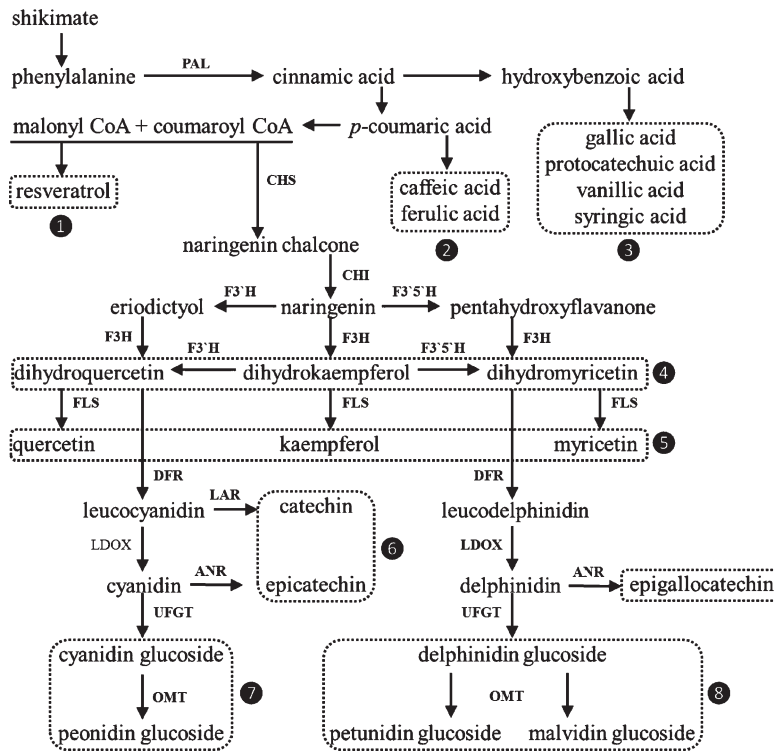 shikimate
PAL
phenylalanine
cinnamic acid
hydroxybenzoic acid
malonyl CoA + coumaroyl CoA
p-coumaric acid
gallic acid
protocatechuic acid
vanillic acid
syringic acid
resveratrol
caffeic acid
ferulic acid
CHS
1
2
3
naringenin chalcone
CHI
F3`H
F3`5`H
eriodictyol
naringenin
pentahydroxyflavanone
F3H
F3H
F3H
F3`H
F3`5`H
dihydroquercetin
dihydrokaempferol
dihydromyricetin
4
FLS
FLS
FLS
quercetin
kaempferol
myricetin
5
DFR
DFR
LAR
leucocyanidin
catechin
leucodelphinidin
6
LDOX
LDOX
ANR
ANR
cyanidin
epicatechin
delphinidin
epigallocatechin
UFGT
UFGT
cyanidin glucoside
delphinidin glucoside
7
8
OMT
OMT
peonidin glucoside
petunidin glucoside
malvidin glucoside